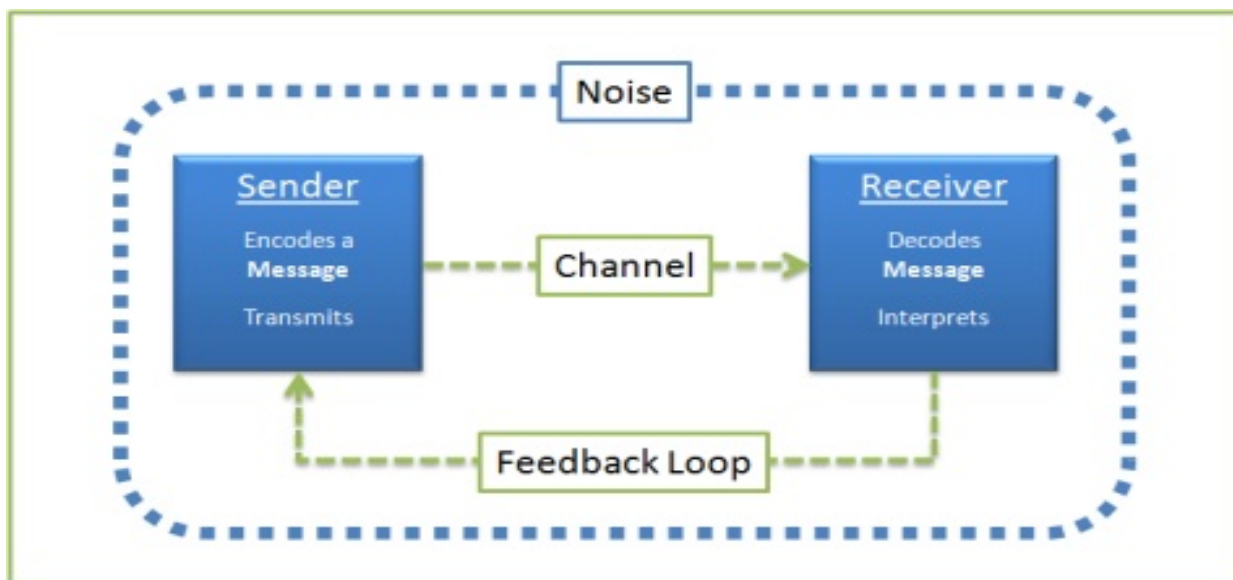 Noise
Sender
Encodes a
Message
Transmits
Channel
Receiver
Decodes
Message
Interprets
Feedback Loop